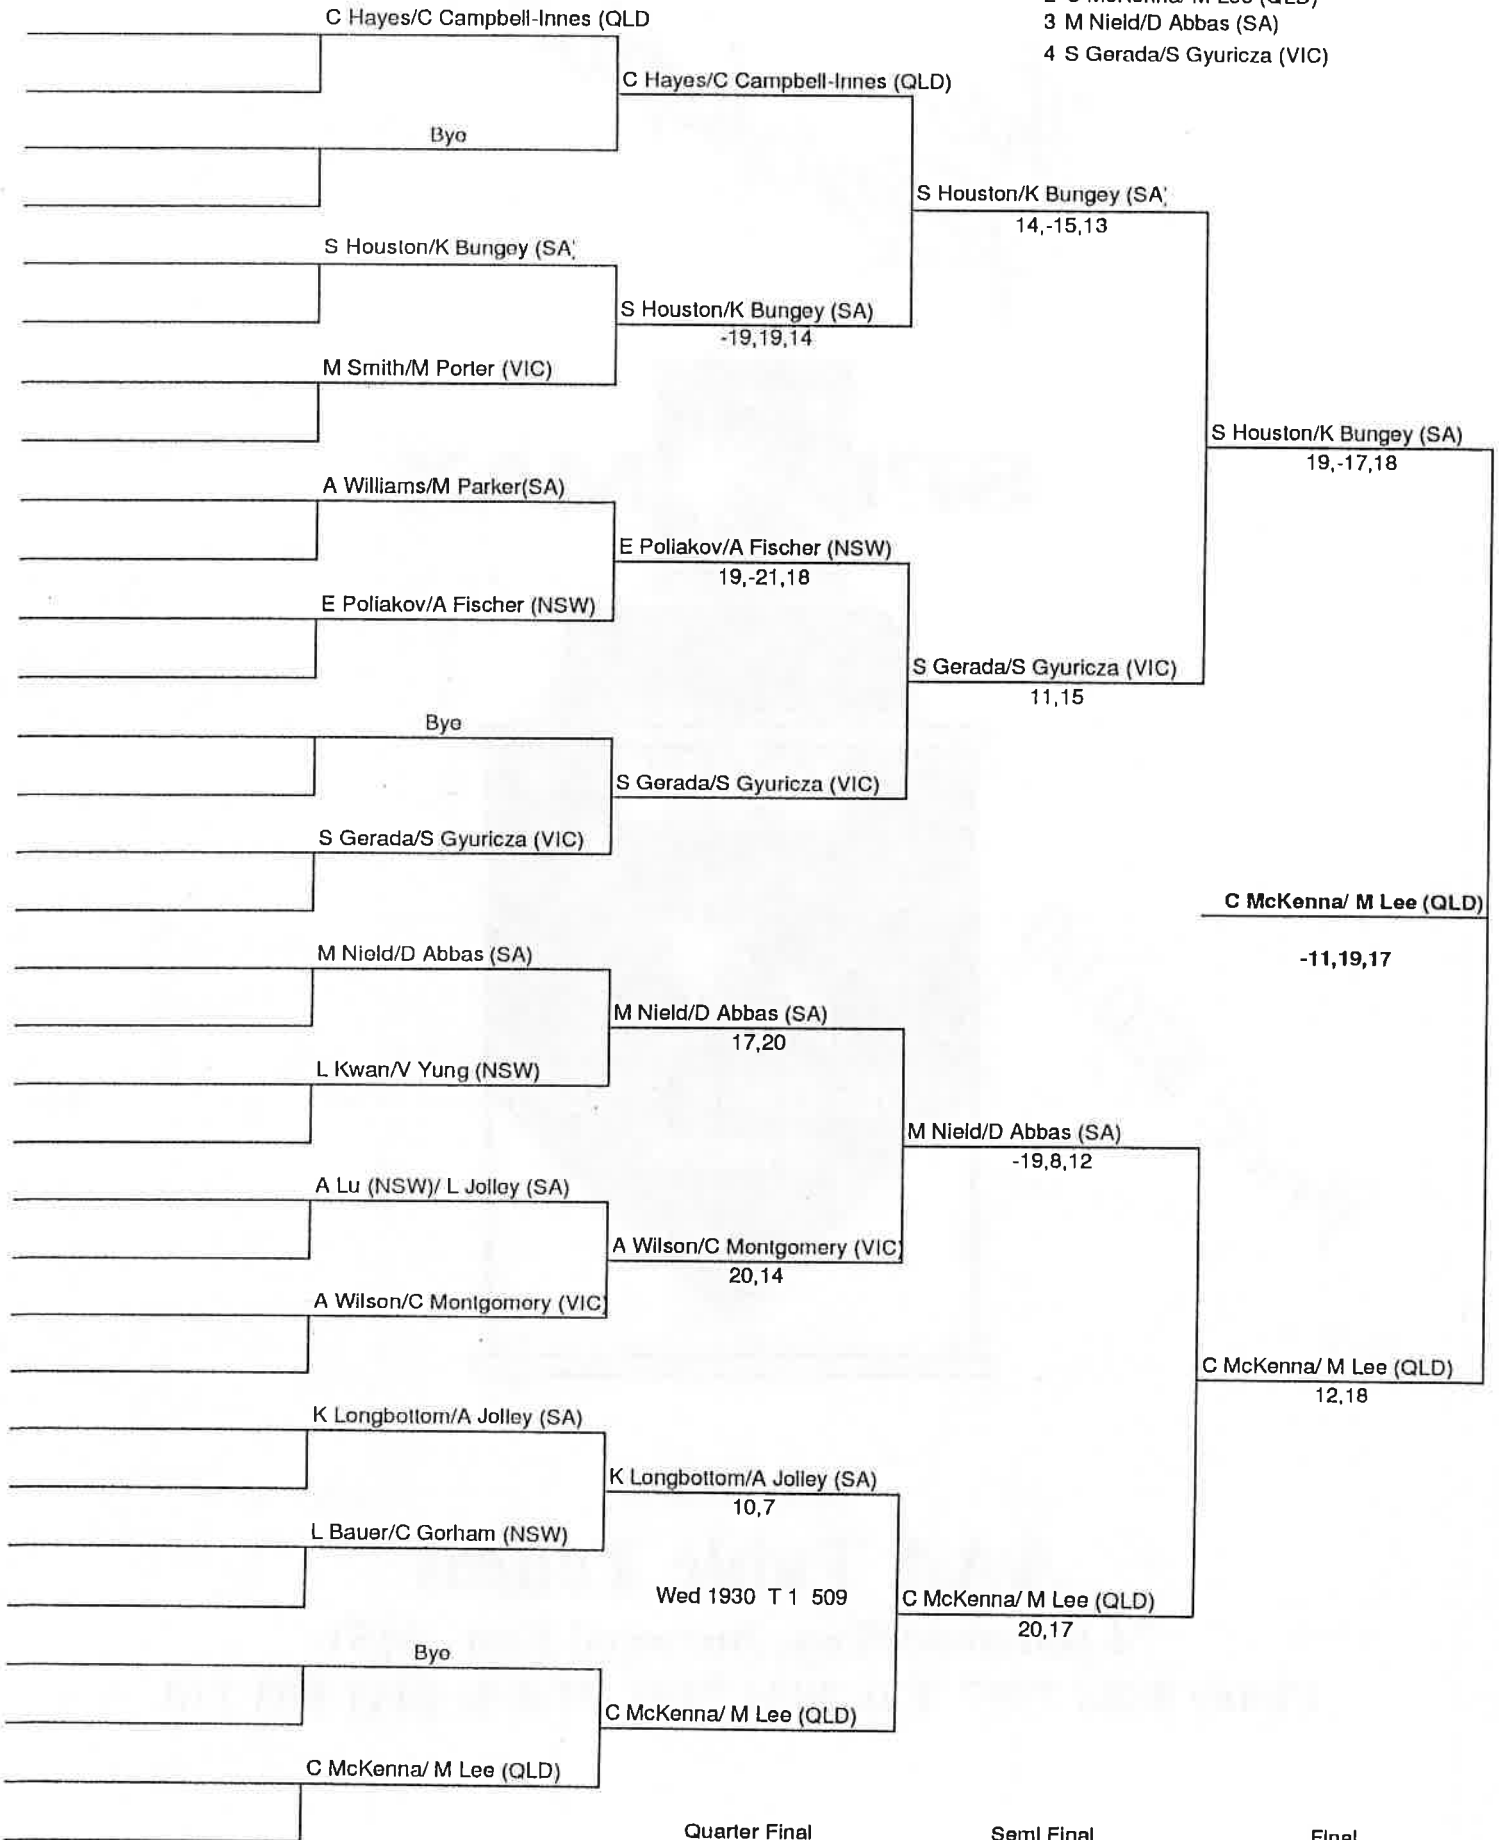 3 M Nield/D Abbas (SA)
4 S Gerada/S Gyuricza (VIC)
C Hayes/C Campbell-Innes (QLD
C Hayes/C Campbell-Innes (QLD)
Bye
S Houston/K Bungey (SA
14,-15,13
S Houston/K Bungey (SA
S Houston/K Bungey (SA)
-19,19,14
M Smith/M Porter (VIC)
S Houston/K Bungey (SA)
19,-17,18
A Williams/M Parker(SA)
E Poliakov/A Fischer (NSW)
19,-21,18
E Poliakov/A Fischer (NSW)
S Gerada/S Gyuricza (VIC)
11,15
Bye
S Gerada/S Gyuricza (VIC)
S Gerada/S Gyuricza (VIC)
C McKenna/ M Lee (QLD)
-11,19,17
M Nield/D Abbas (SA)
M Nield/D Abbas (SA)
17,20
L Kwan/V Yung (NSW)
M Nield/D Abbas (SA)
-19,8,12
A Lu (NSW)/ L Jolley (SA)
A Wilson/C Montgomery (VIC)
20,14
A Wilson/C Montgomery (VIC)
C McKenna/ M Lee (QLD)
12,18
K Longbottom/A Jolley (SA)
K Longbottom/A Jolley (SA)
10,7
L Bauer/C Gorham (NSW)
Wed 1930 T 1 509
C McKenna/ M Lee (QLD)
20,17
Bye
C McKenna/ M Lee (QLD)
C McKenna/ M Lee (QLD)
Quarter Final
Semi Final
Final